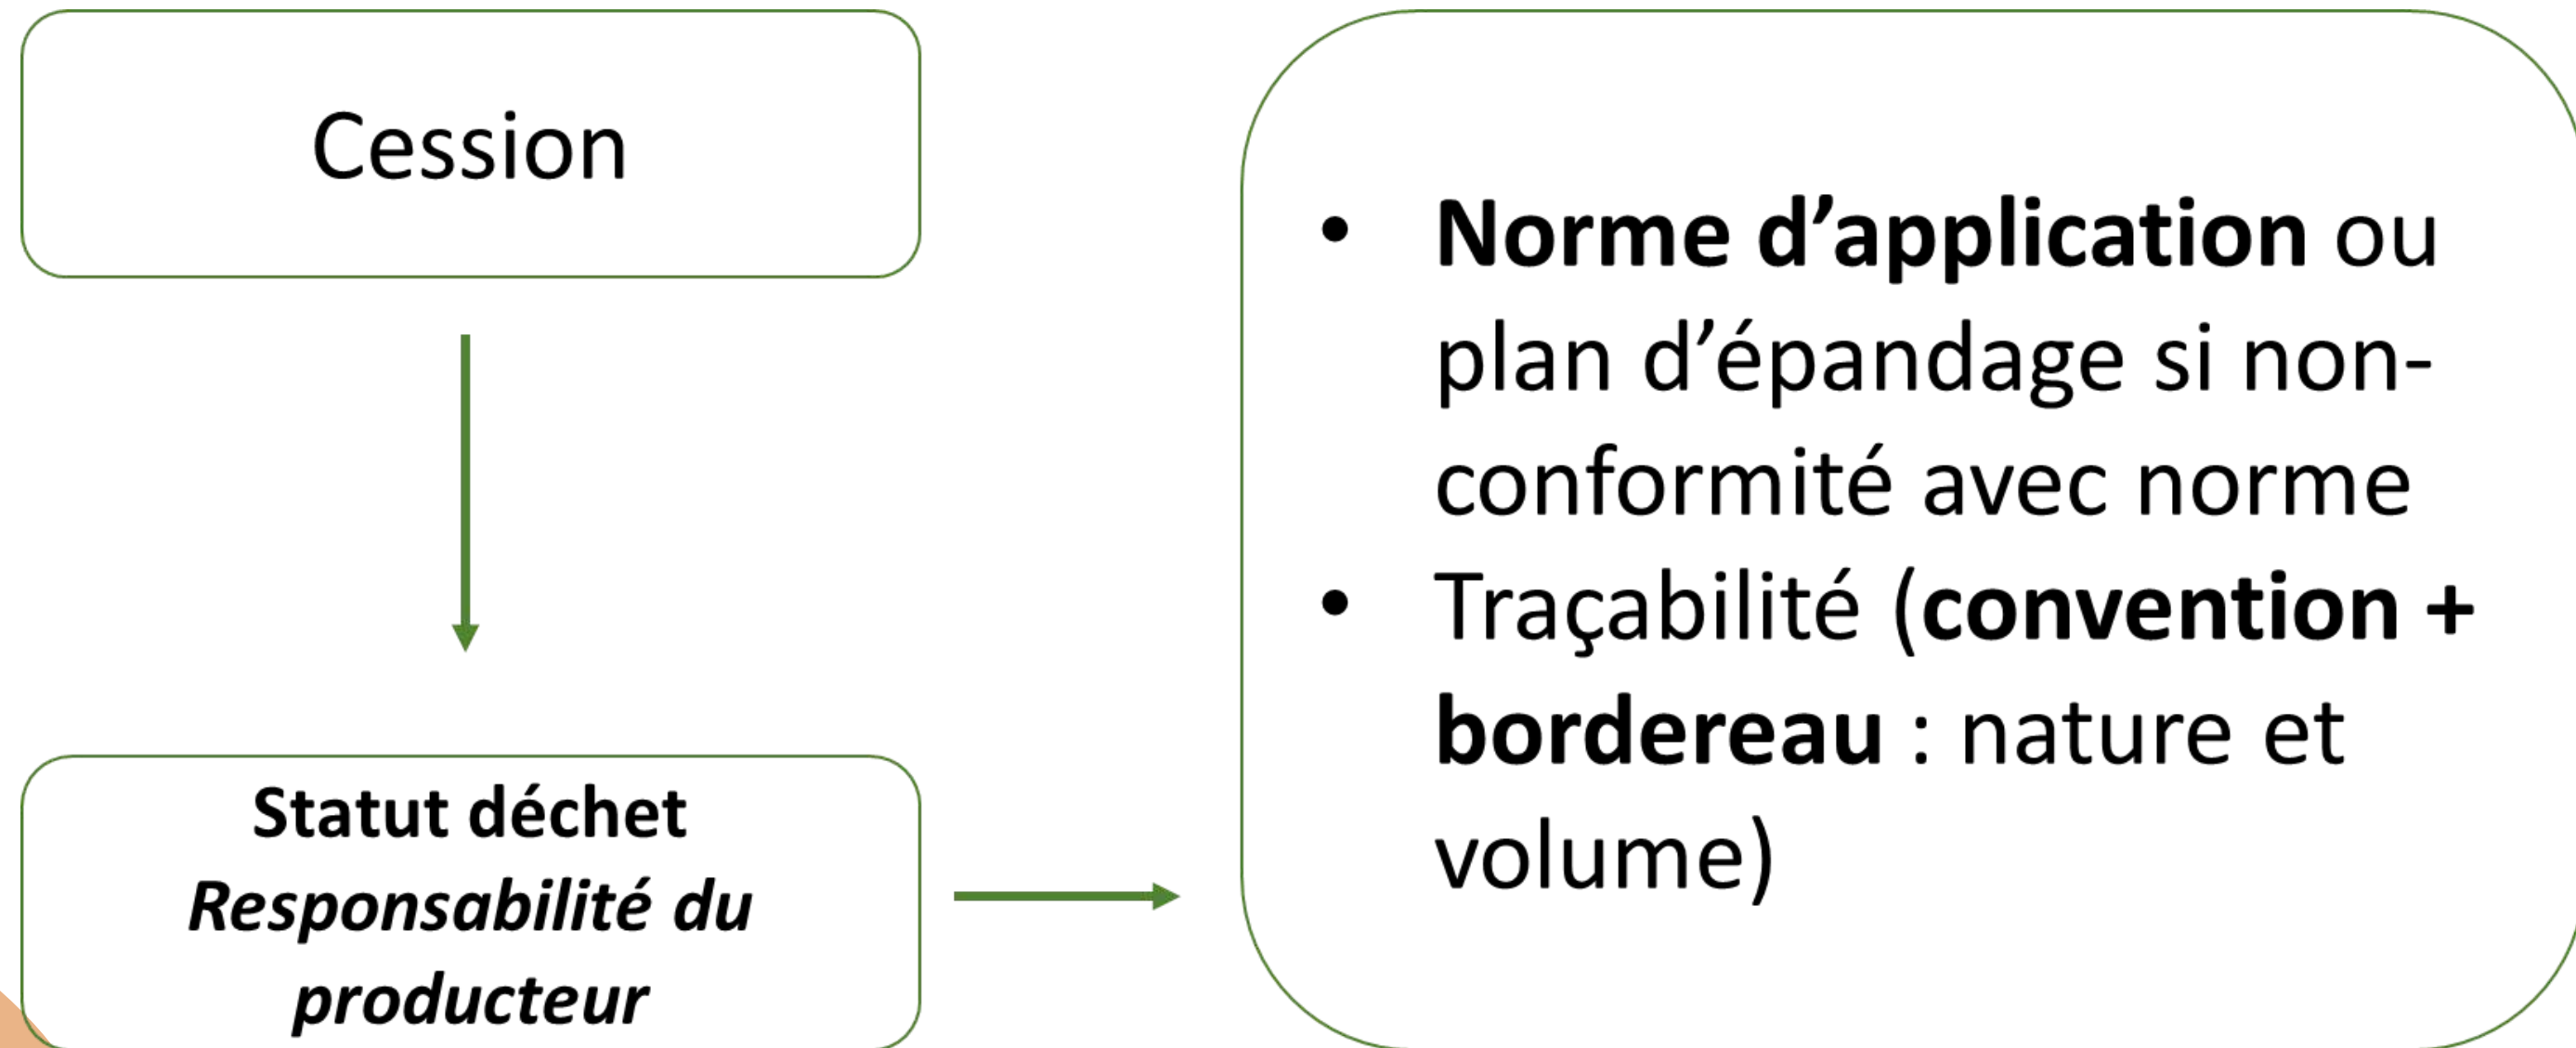 Cession
Statut déchet
Responsabilité du
producteur
• Norme d’application ou
plan d’épandage si non-
conformité avec norme
• Traçabilité (convention +
bordereau : nature et
volume)